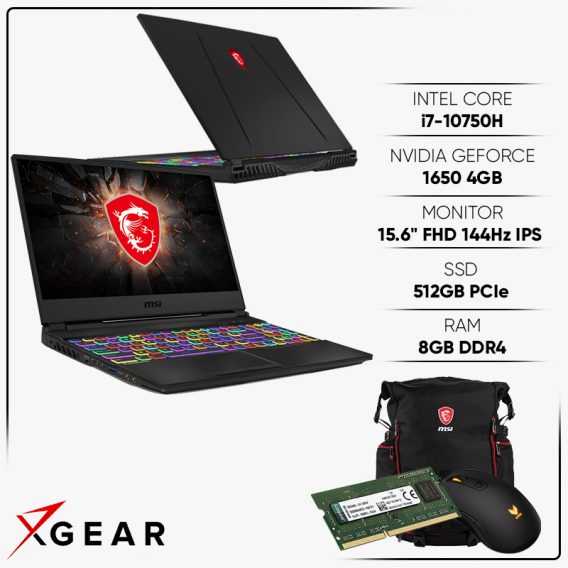 INTEL CORE
i7-10750H
NVIDIA GEFORCE
1650 4GB
MONITOR
15.6" FHD 144Hz IPS
SSD
512GB PCIe
RAM
8GB DDR4
msi
msi
XGEAR